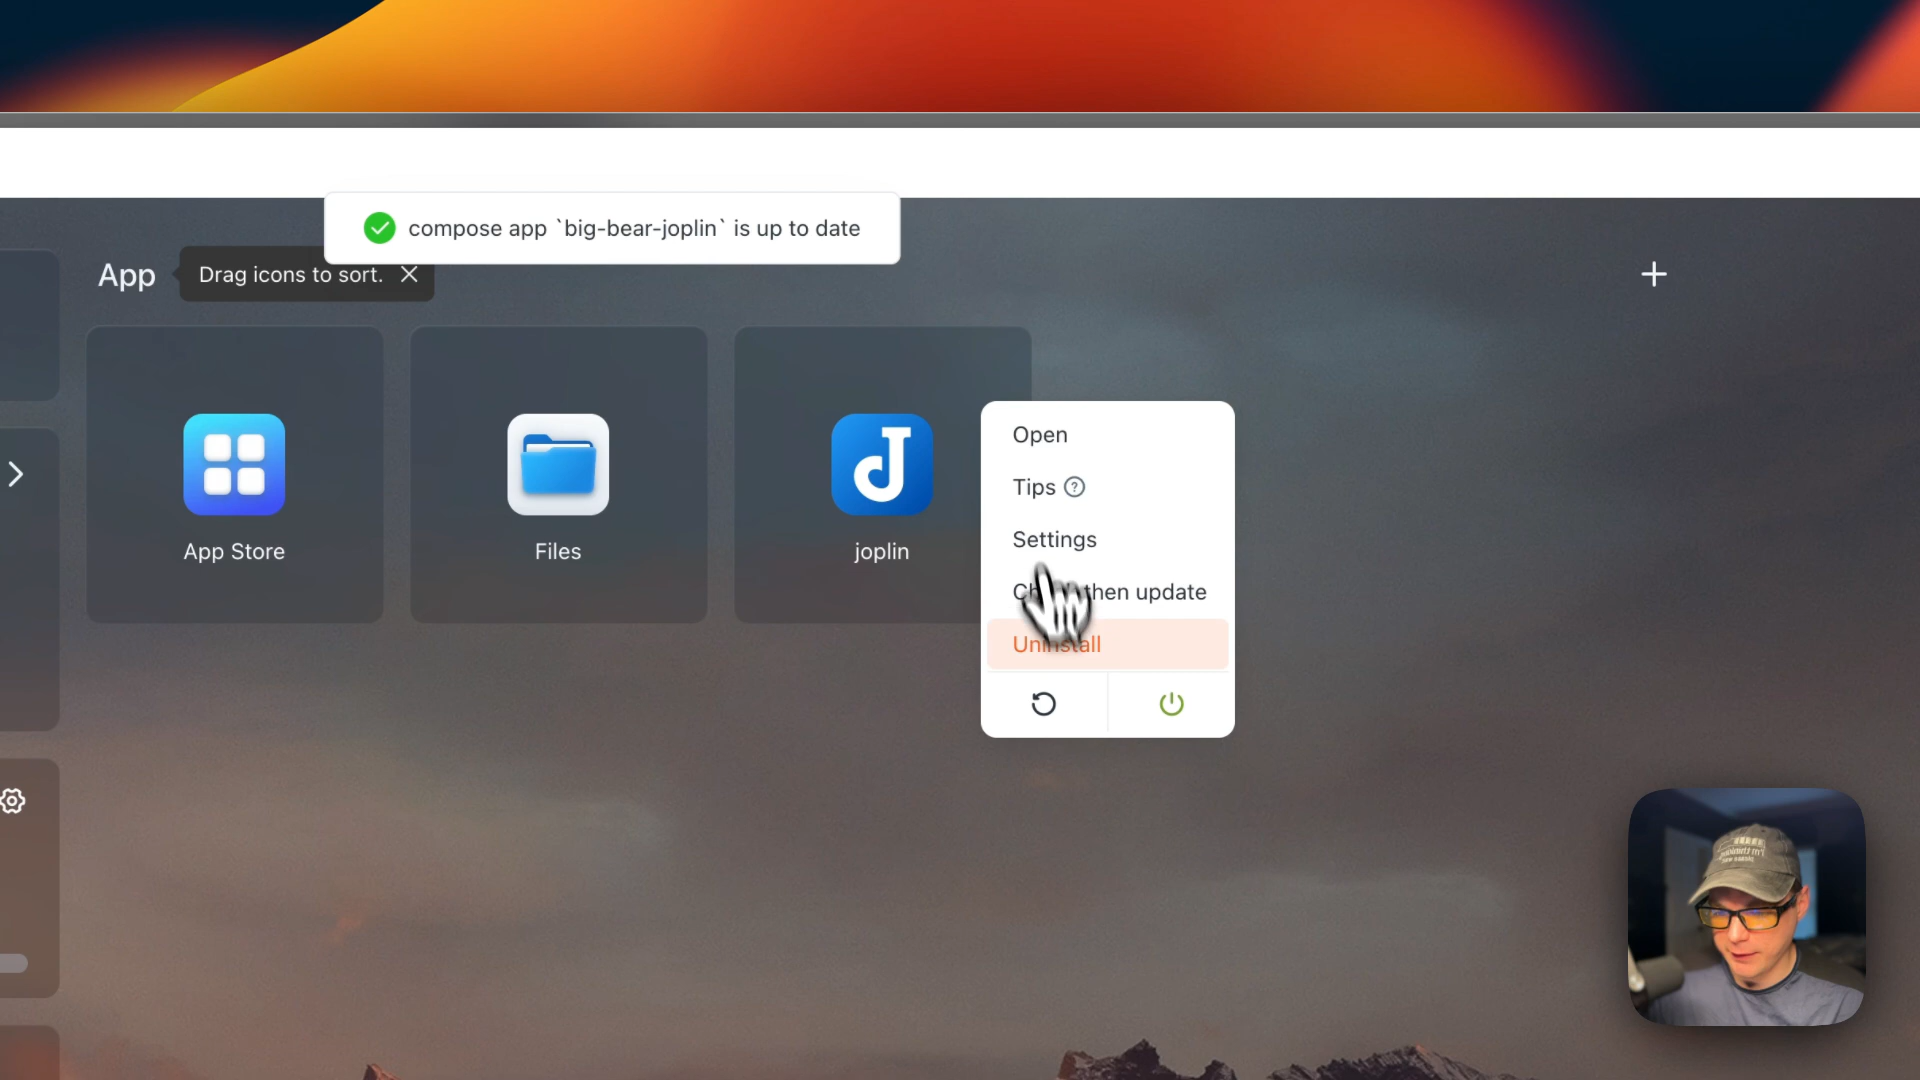 compose app `big-bear-joplin` is up to date
App
Drag icons to sort.
App Store
Files
joplin
Open
Tips
Settings
then update
Uninstall